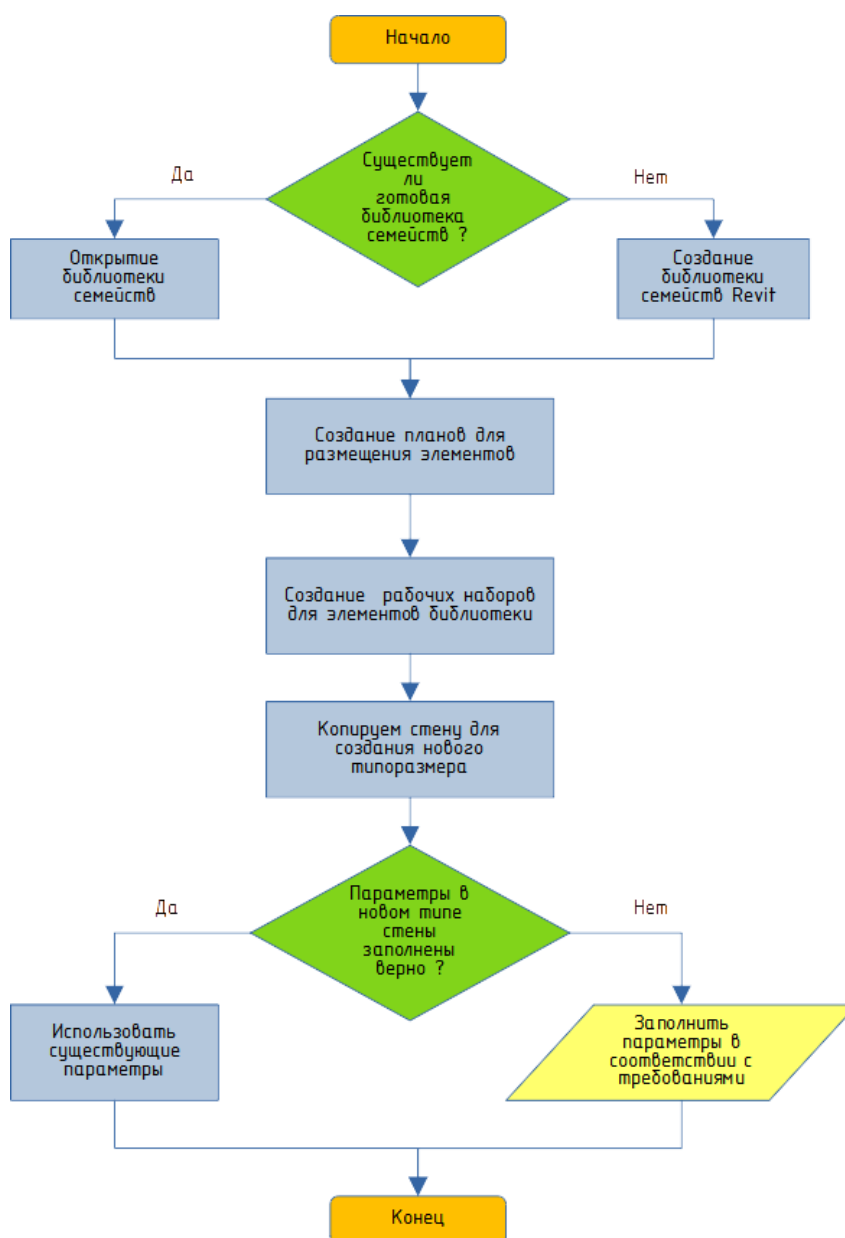 Начало
Существует
ли
готовая
библиотека
семейств ?
Да
Нет
Открытие
библиотеки
семейств
Создание
библиотеки
семейств Revit
Создание планов для
размещения элементов
Создание рабочих наборов
для элементов библиотеки
Копируем стену для
создания нового
типоразмера
Параметры в
новом типе
стены
заполнены
верно ?
Да
Нет
Использовать
существующие
параметры
Заполнить
параметры в
соответствии с
требованиями
Конец